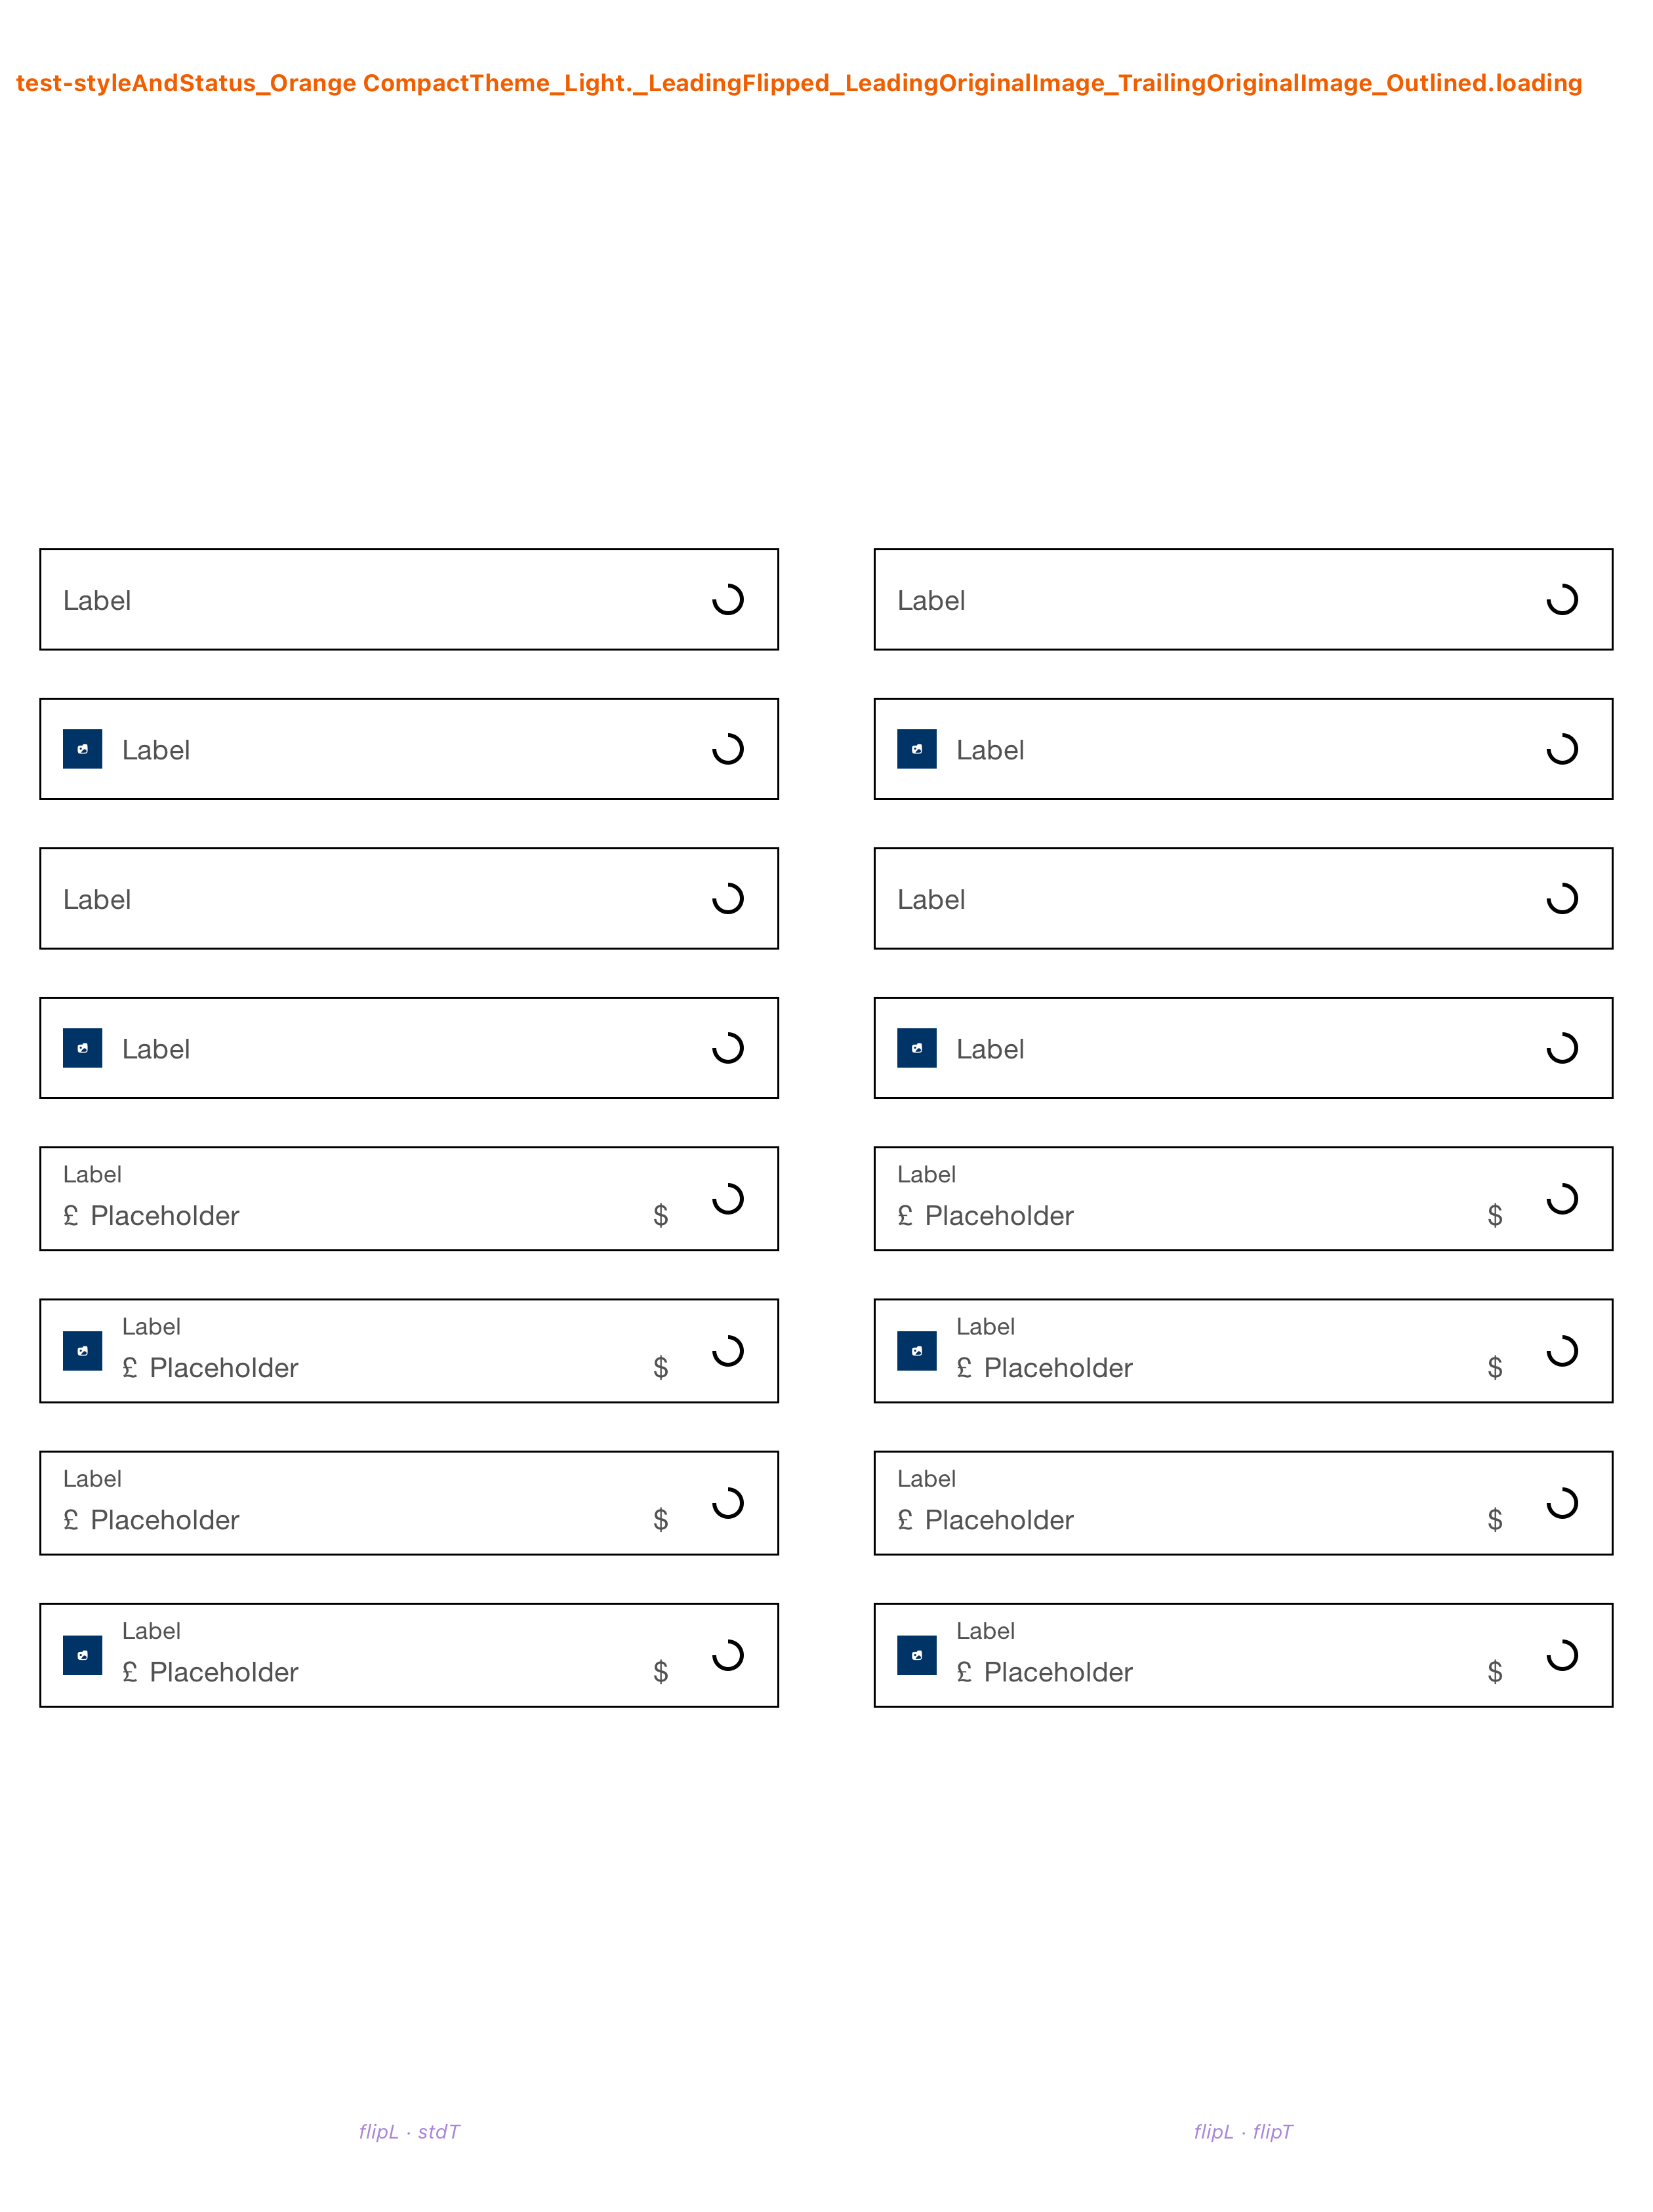 test-styleAndStatus_Orange CompactTheme_Light._LeadingFlipped_LeadingOriginalImage_TrailingOriginalImage_Outlined.loading
Label
Label
Label
Label
Label
Label
Label
Label
Label
Label
£ Placeholder $
£ Placeholder $
Label
Label
£ Placeholder $
£ Placeholder $
Label
Label
£ Placeholder $
£ Placeholder $
Label
Label
£ Placeholder $
£ Placeholder $
flipL · stdT
flipL · flipT